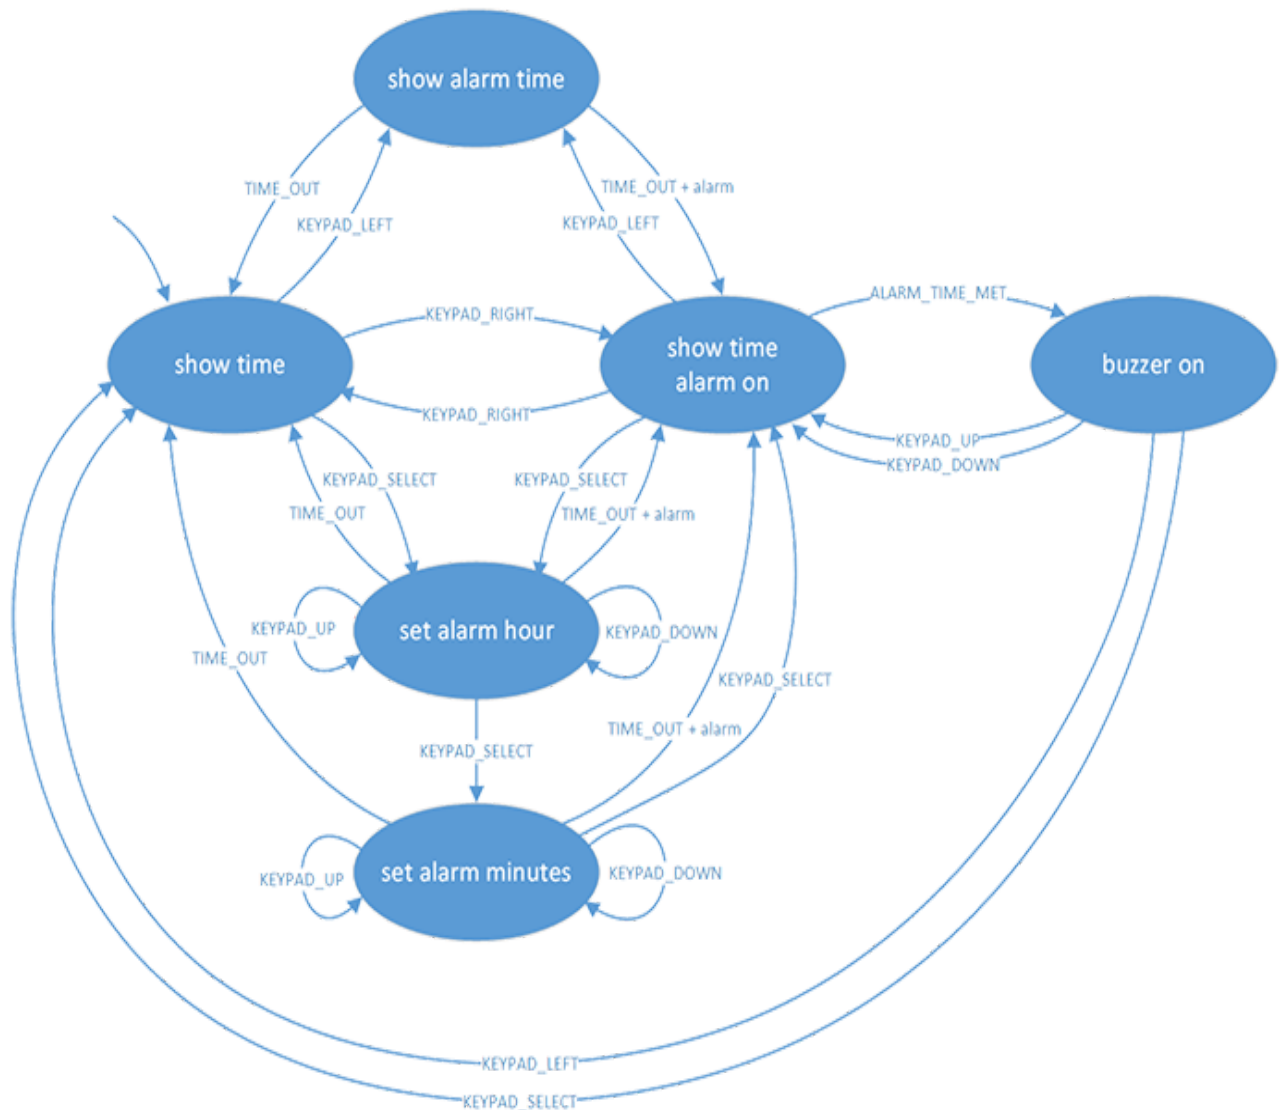 show alarm time
TIME_OUT
TIME_OUT + alarm
KEYPAD_LEFT
KEYPAD_LEFT
ALARM_TIME_MET
KEYPAD_RIGHT
show time
show time
alarm on
buzzer on
KEYPAD_RIGHT
KEYPAD_UP
KEYPAD_DOWN
KEYPAD_SELECT
KEYPAD_SELECT
TIME_OUT
TIME_OUT + alarm
KEYPAD_UP
set alarm hour
KEYPAD_DOWN
TIME_OUT
KEYPAD_SELECT
TIME_OUT + alarm
KEYPAD_SELECT
KEYPAD_UP
set alarm minutes
KEYPAD_DOWN
KEYPAD_LEFT
KEYPAD_SELECT